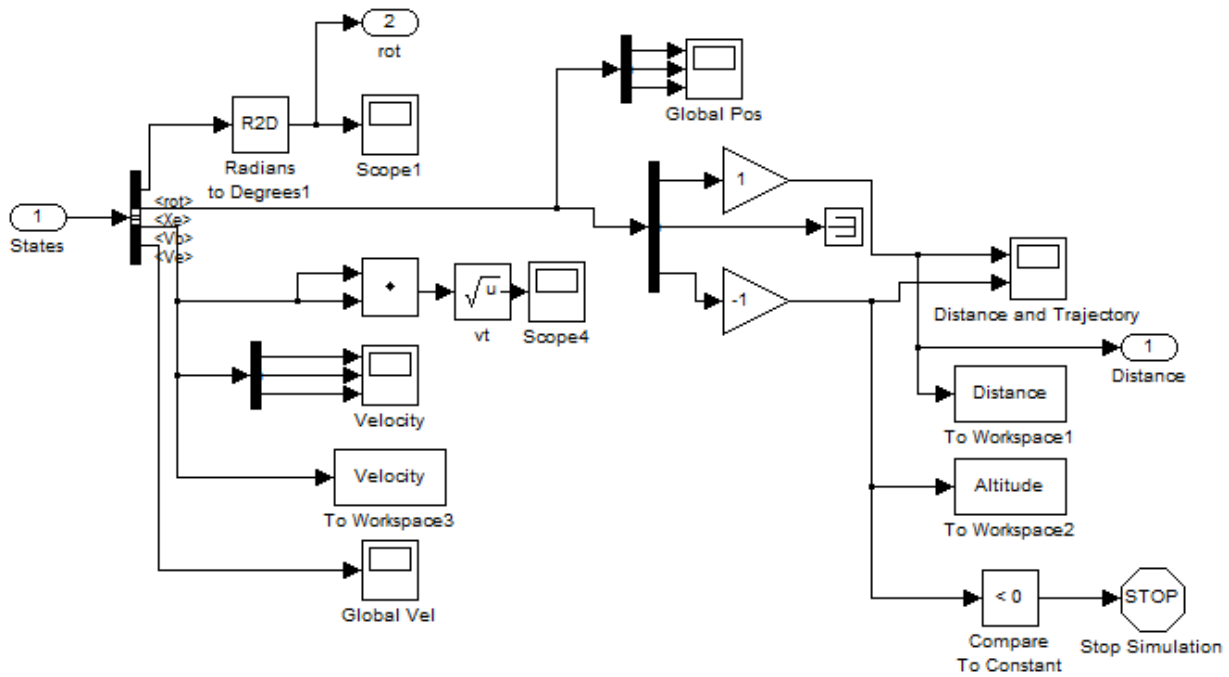 2
rot
R2D
Radians
to Degrees1
Scope1
Global Pos
1
States
<rot>
<Xe>
<Vb>
<Ve>
1
-1
u
vt
Scope4
Velocity
Velocity
To Workspace3
Global Vel
Distance and Trajectory
1
Distance
Distance
To Workspace1
Altitude
To Workspace2
< 0
Compare
To Constant
STOP
Stop Simulation